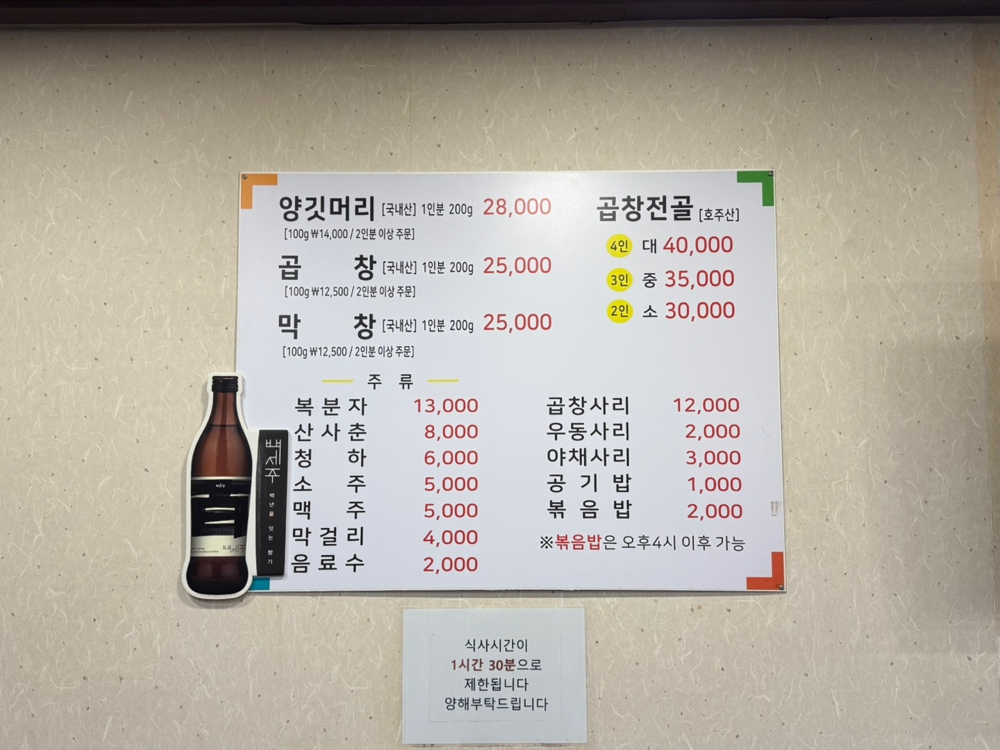 양깃머리 [국내산] 1인분 200g 28,000
[100g ₩14,000 / 2인분 이상 주문]
곱 창 [국내산] 1인분 200g 25,000
[100g ₩12,500 / 2인분 이상 주문]
막 창 [국내산] 1인분 200g 25,000
[100g ₩12,500 / 2인분 이상 주문]
곱창전골 [호주산]
4인 대 40,000
3인 중 35,000
2인 소 30,000
주 류
복분자 13,000
산사춘 8,000
청 하 6,000
소 주 5,000
맥 주 5,000
막걸리 4,000
음료수 2,000
곱창사리 12,000
우동사리 2,000
야채사리 3,000
공기밥 1,000
볶음밥 2,000
※볶음밥은 오후4시 이후 가능
백세주
백년을 잇는 향기
식사시간이
1시간 30분으로
제한됩니다
양해부탁드립니다